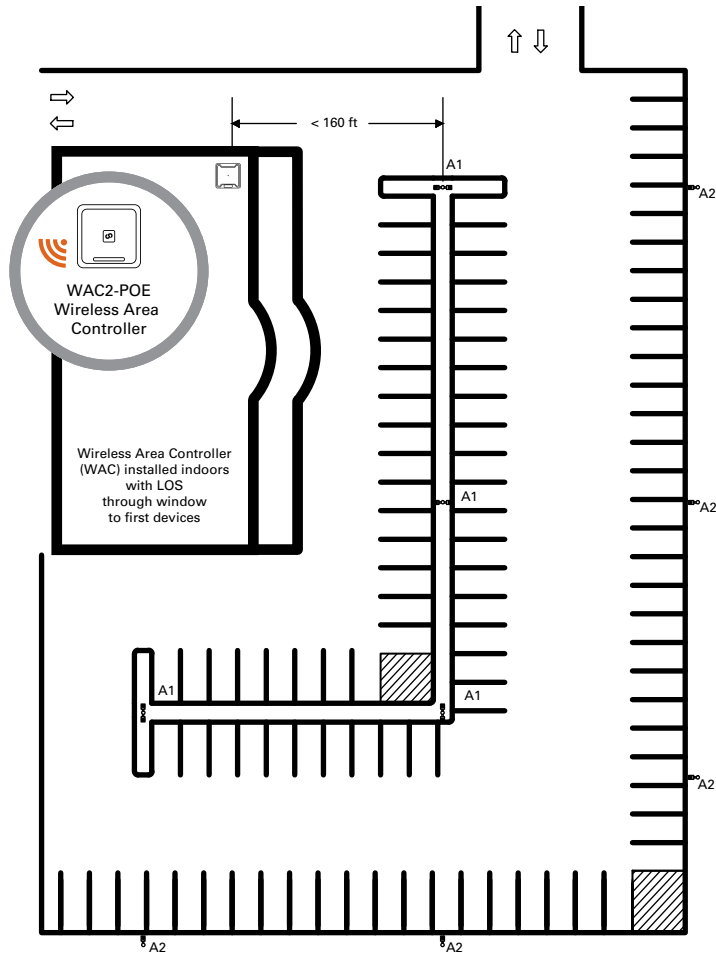 < 160 ft
A1
A2
WAC2-POE
Wireless Area
Controller
Wireless Area Controller
(WAC) installed indoors
with LOS
through window
to first devices
A1
A2
A1
A1
A2
A2
A2